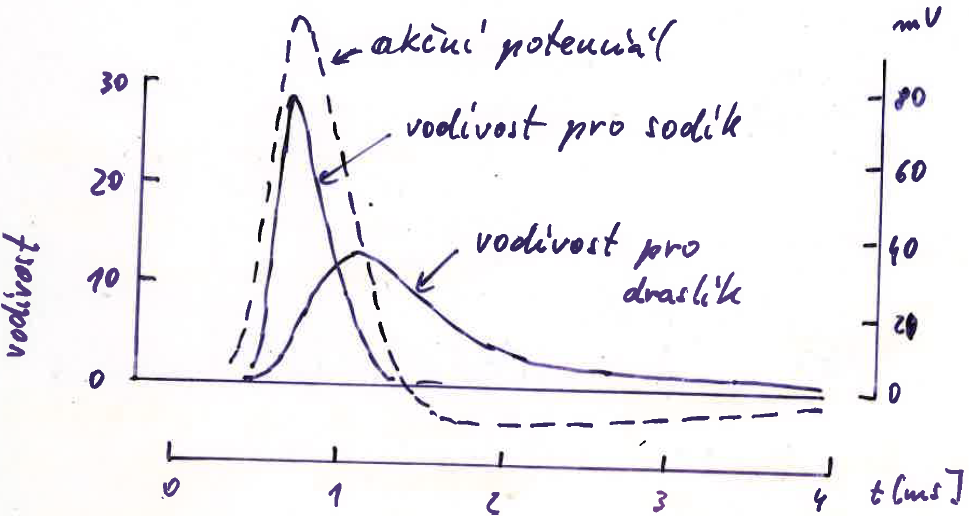 mV
akční potenciál
30
80
vodivost pro sodík
20
60
vodivost pro
draslík
40
10
vodivost
20
0
0
0 1 2 3 4 t [ms]